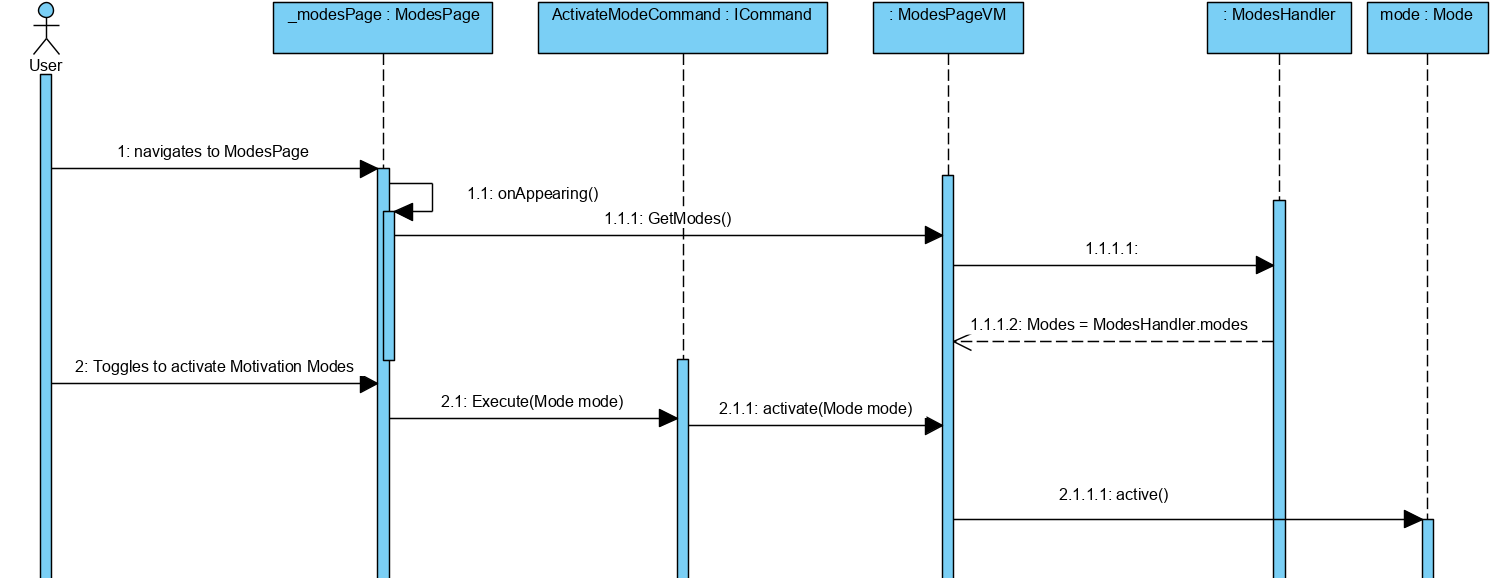 _modesPage : ModesPage
ActivateModeCommand : ICommand
: ModesPageVM
: ModesHandler
mode : Mode
User
1: navigates to ModesPage
1.1: onAppearing()
1.1.1: GetModes()
1.1.1.1:
1.1.1.2: Modes = ModesHandler.modes
2: Toggles to activate Motivation Modes
2.1: Execute(Mode mode)
2.1.1: activate(Mode mode)
2.1.1.1: active()